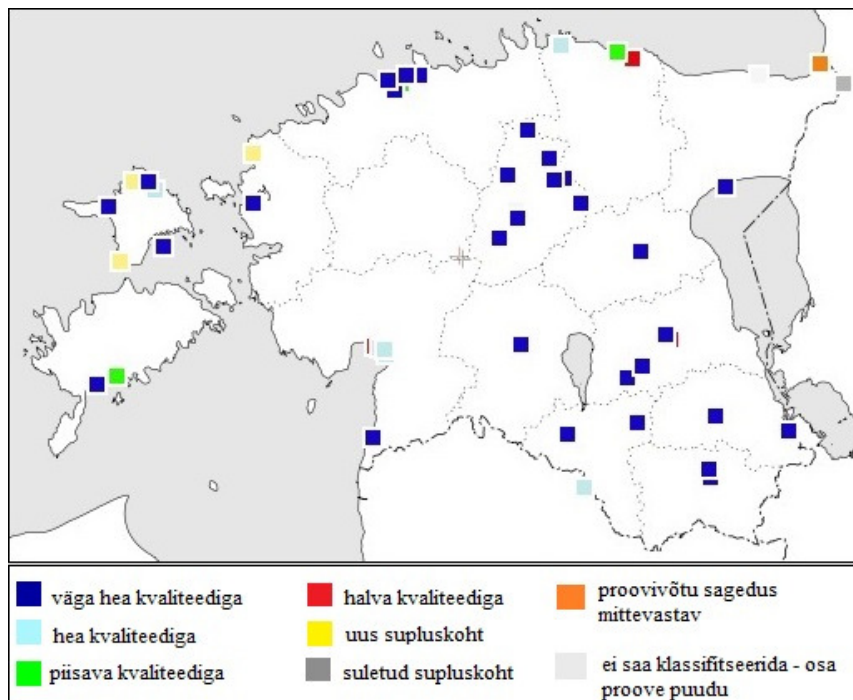 väga hea kvaliteediga
hea kvaliteediga
piisava kvaliteediga
halva kvaliteediga
uus supluskoht
suletud supluskoht
proovivõtu sagedus
mittevastav
ei saa klassifitseerida - osa
proove puudu